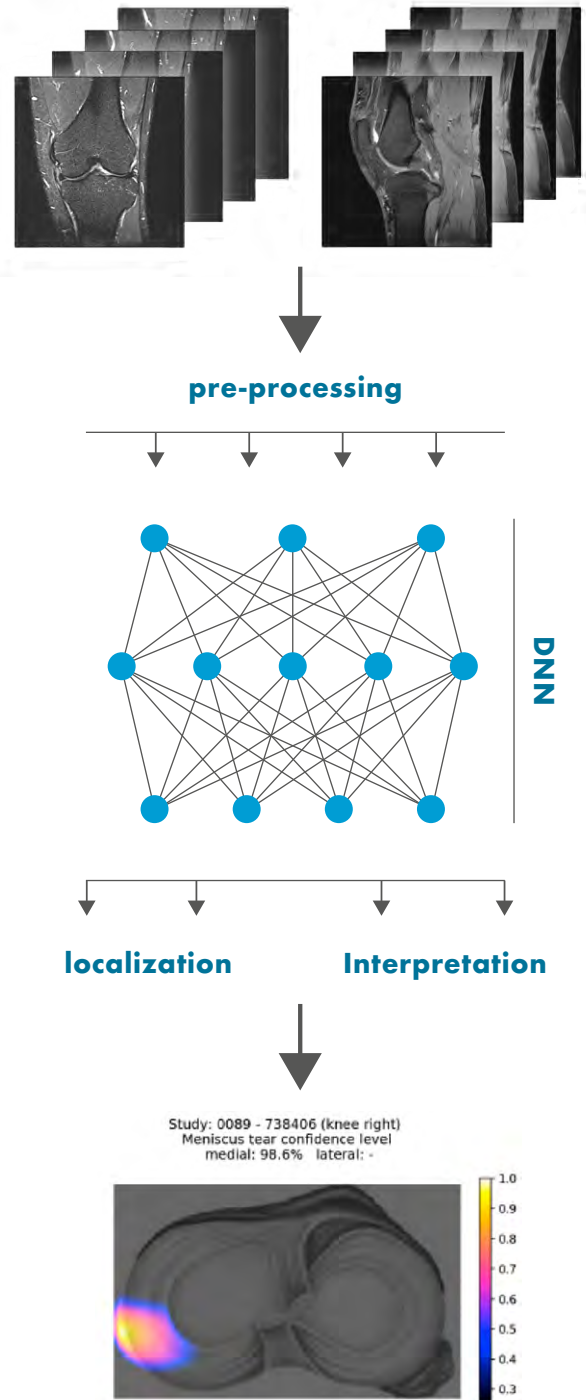 pre-processing
DNN
localization
Interpretation
Study: 0089 - 738406 (knee right)
Meniscus tear confidence level
medial: 98.6% lateral: -
1.0
0.9
0.8
0.7
0.6
0.5
0.4
0.3